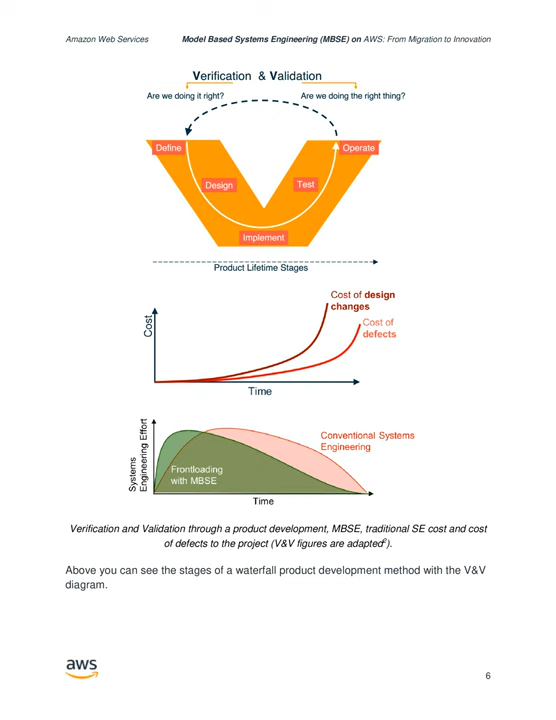 Amazon Web Services Model Based Systems Engineering (MBSE) on AWS: From Migration to Innovation
Verification & Validation
Are we doing it right? Are we doing the right thing?
Define Operate
Design Test
Implement
Product Lifetime Stages
Cost of design
changes
Cost of
defects
Cost
Time
Systems
Engineering Effort
Conventional Systems
Engineering
Frontloading
with MBSE
Time
Verification and Validation through a product development, MBSE, traditional SE cost and cost
of defects to the project (V&V figures are adapted2).
Above you can see the stages of a waterfall product development method with the V&V
diagram.
aws
6